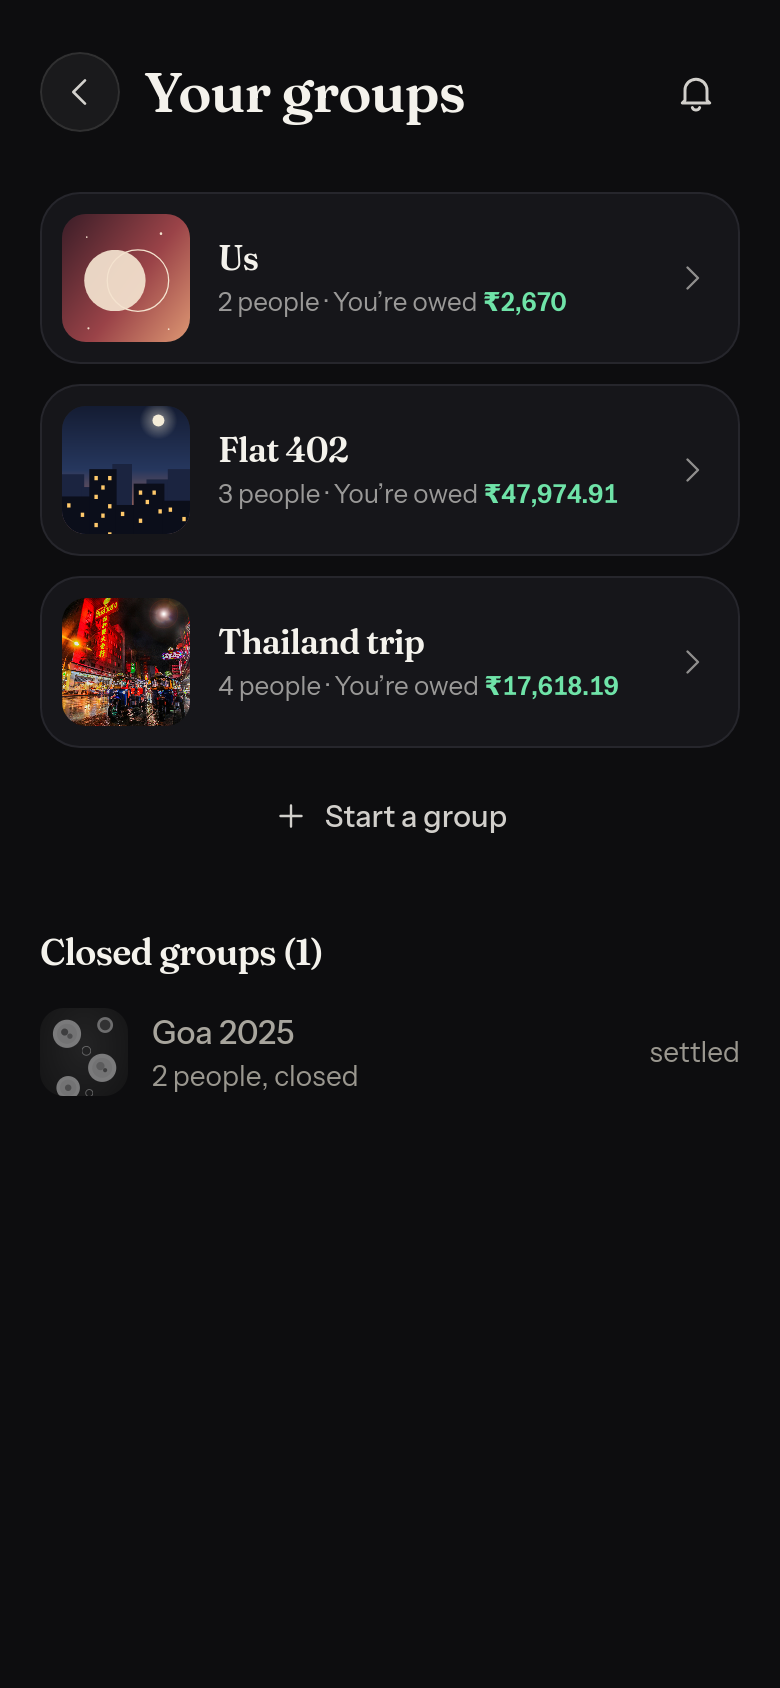 Your groups
Us
2 people · You’re owed ₹2,670
Flat 402
3 people · You’re owed ₹47,974.91
Thailand trip
4 people · You’re owed ₹17,618.19
Start a group
Closed groups (1)
Goa 2025
2 people, closed
settled